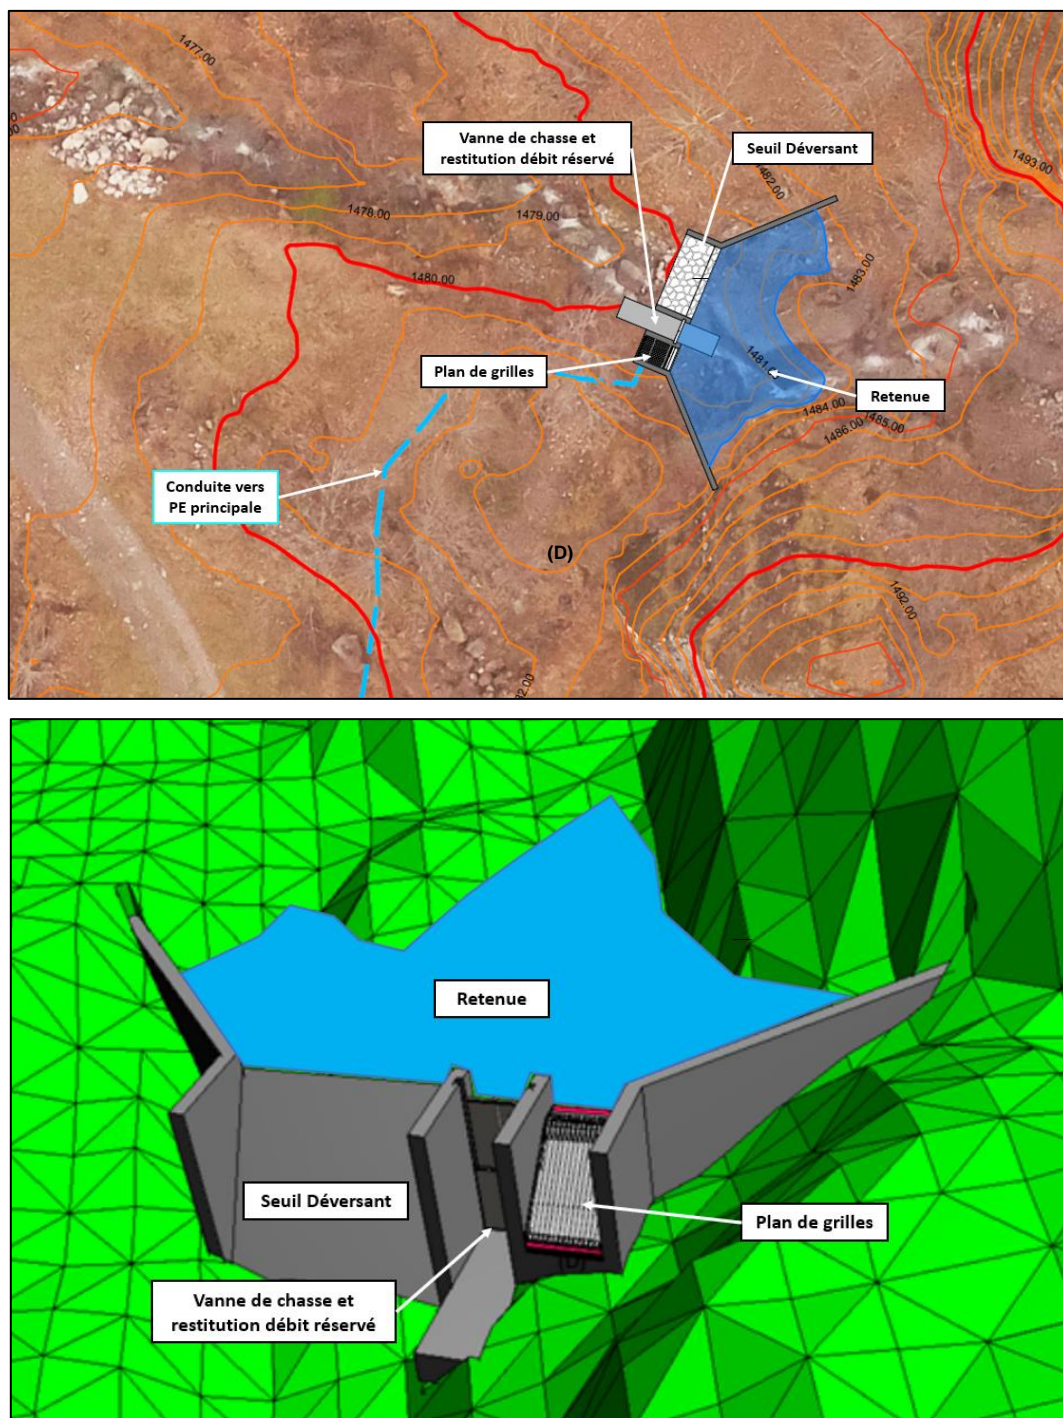 1477.00
Vanne de chasse et
restitution débit réservé
Seuil Déversant
1493.00
1482.00
1478.00
1479.00
1483.00
1480.00
1481
Plan de grilles
Retenue
1484.00
1485.00
1486.00
Conduite vers
PE principale
(D)
1492.00
Retenue
Seuil Déversant
Plan de grilles
Vanne de chasse et
restitution débit réservé